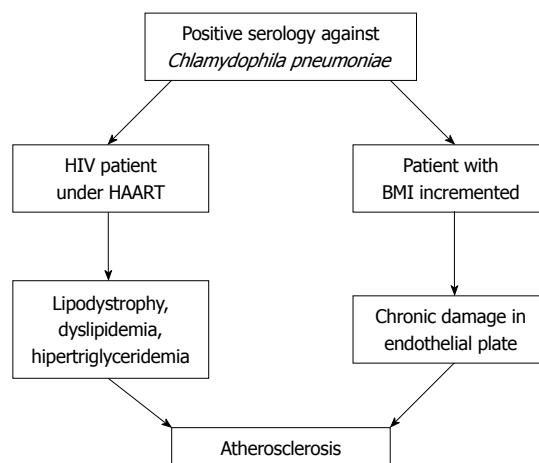 Positive serology against
Chlamydophila pneumoniae
HIV patient
under HAART
Patient with
BMI incremented
Lipodystrophy,
dyslipidemia,
hipertriglyceridemia
Chronic damage in
endothelial plate
Atherosclerosis